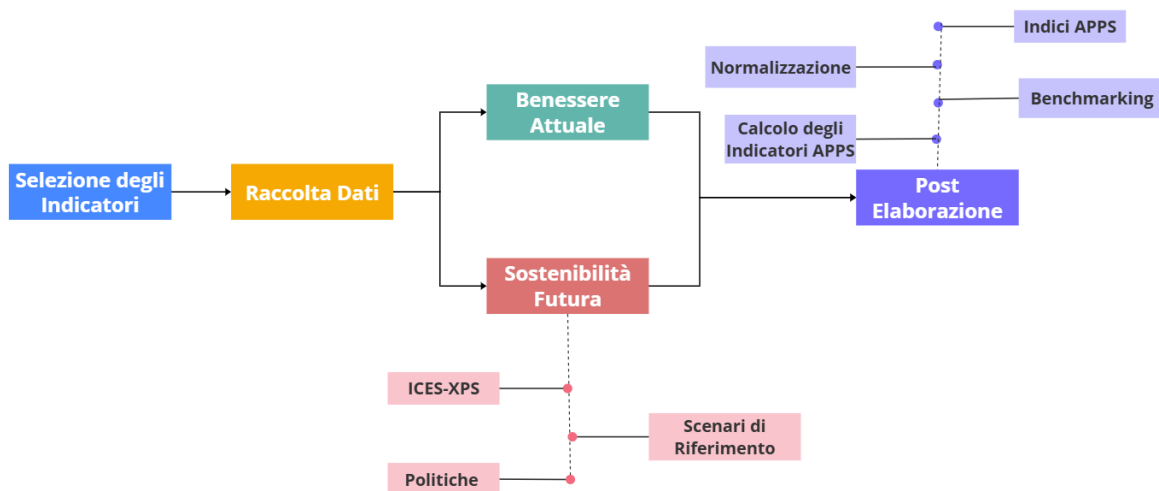 Indici APPS
Normalizzazione
Benchmarking
Calcolo degli
Indicatori APPS
Benessere
Attuale
Selezione degli
Indicatori
Raccolta Dati
Post
Elaborazione
Sostenibilità
Futura
ICES-XPS
Scenari di
Riferimento
Politiche